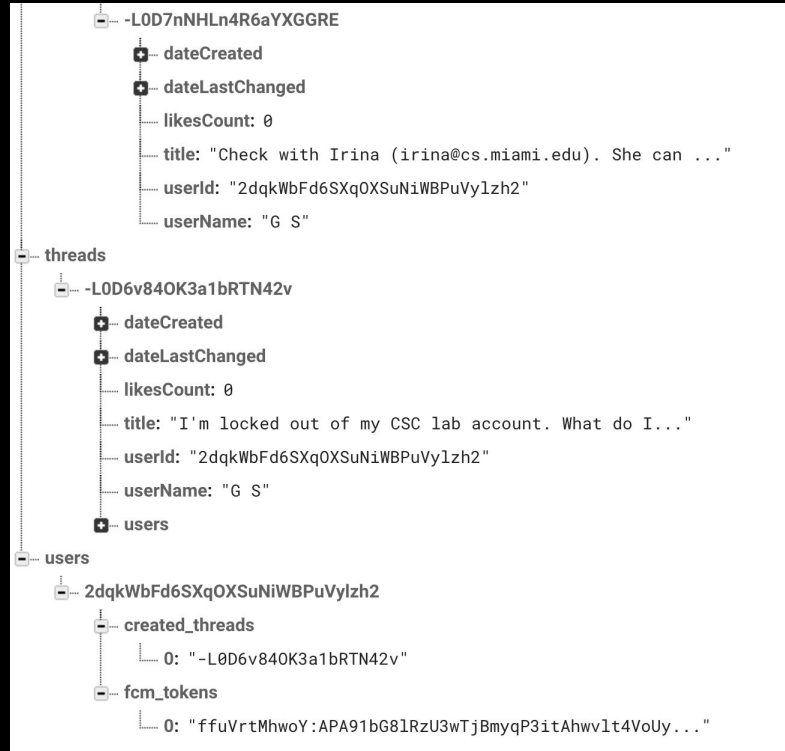 -L0D7nNHLn4R6aYXGGRE
dateCreated
dateLastChanged
likesCount: 0
title: "Check with Irina (irina@cs.miami.edu). She can ..."
userId: "2dqkWbFd6SXqOXSuNiWBPuVylzh2"
userName: "G S"
threads
-L0D6v84OK3a1bRTN42v
dateCreated
dateLastChanged
likesCount: 0
title: "I'm locked out of my CSC lab account. What do I..."
userId: "2dqkWbFd6SXqOXSuNiWBPuVylzh2"
userName: "G S"
users
users
2dqkWbFd6SXqOXSuNiWBPuVylzh2
created_threads
0: "-L0D6v84OK3a1bRTN42v"
fcm_tokens
0: "ffuVrtMhwoY:APA91bG8lRzU3wTjBmyqP3itAhwvlt4VoUy..."